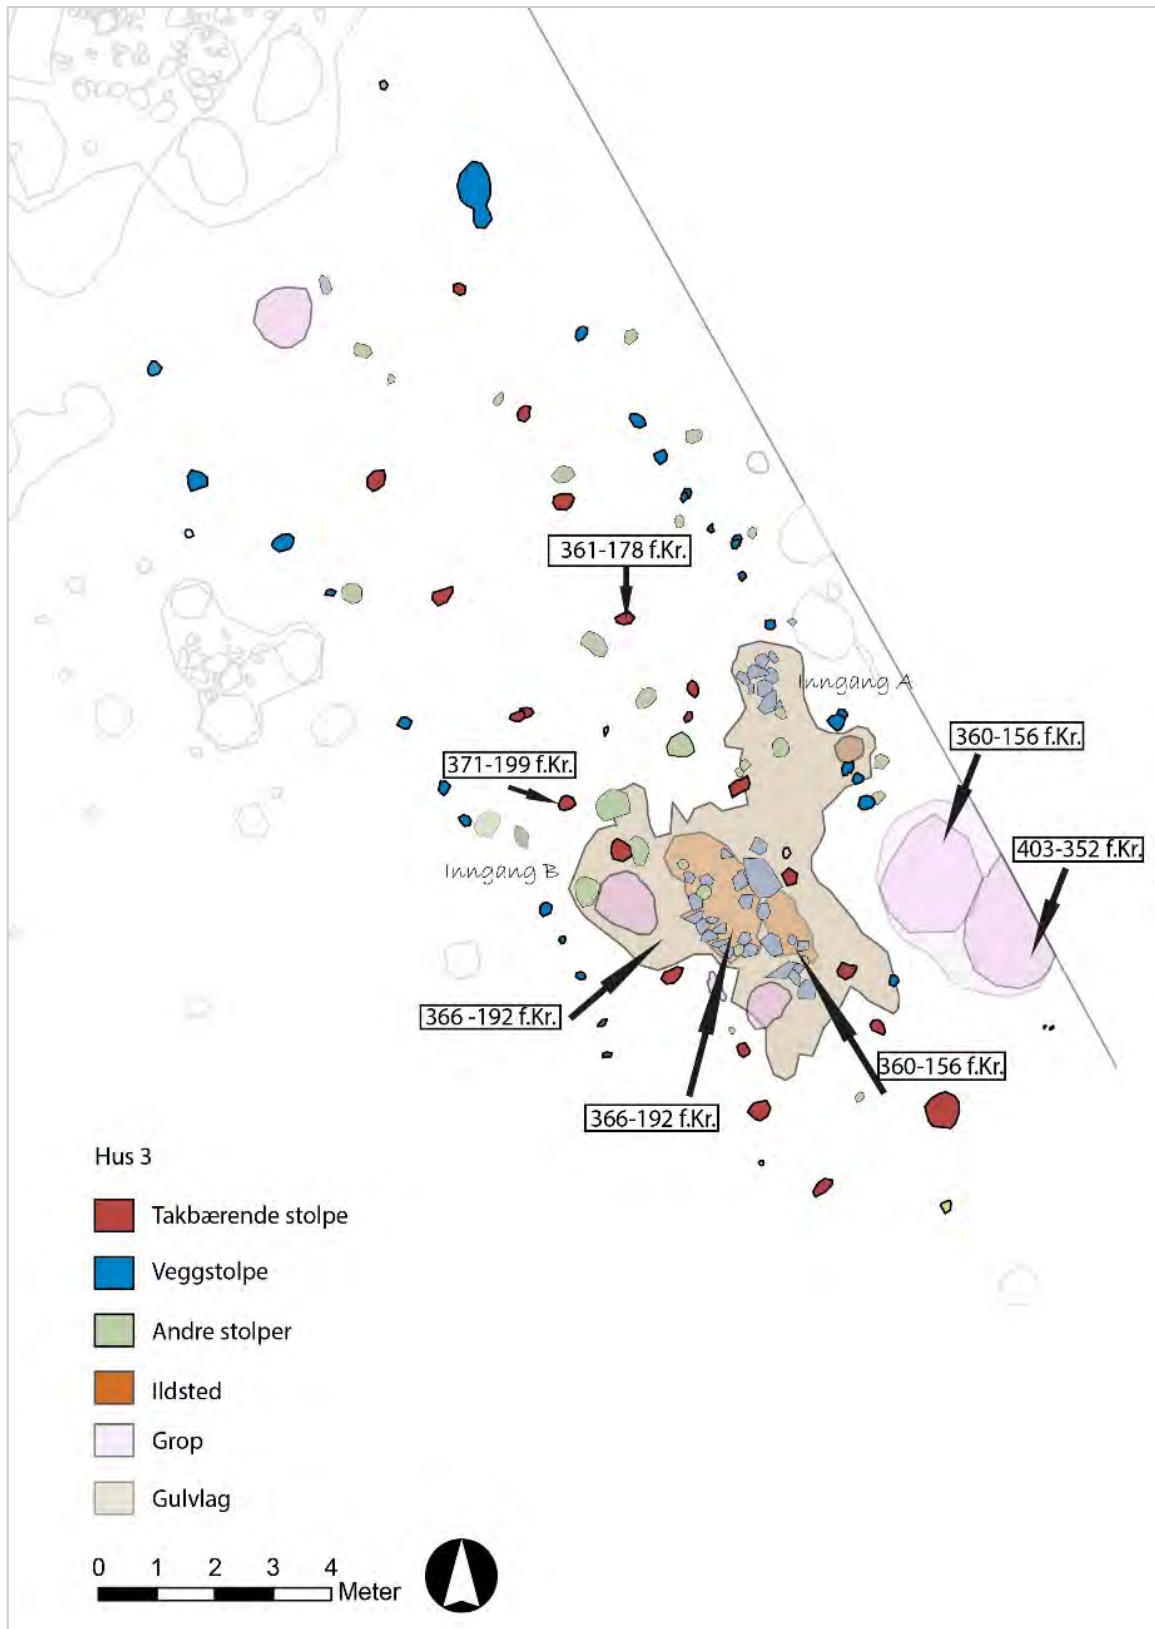 361-178 f.Kr.
Inngang A
360-156 f.Kr.
371-199 f.Kr.
403-352 f.Kr.
Inngang B
366 -192 f.Kr.
360-156 f.Kr.
366-192 f.Kr.
Hus 3
Takbærende stolpe
Veggstolpe
Andre stolper
Ildsted
Grop
Gulvlag
0 1 2 3 4
Meter